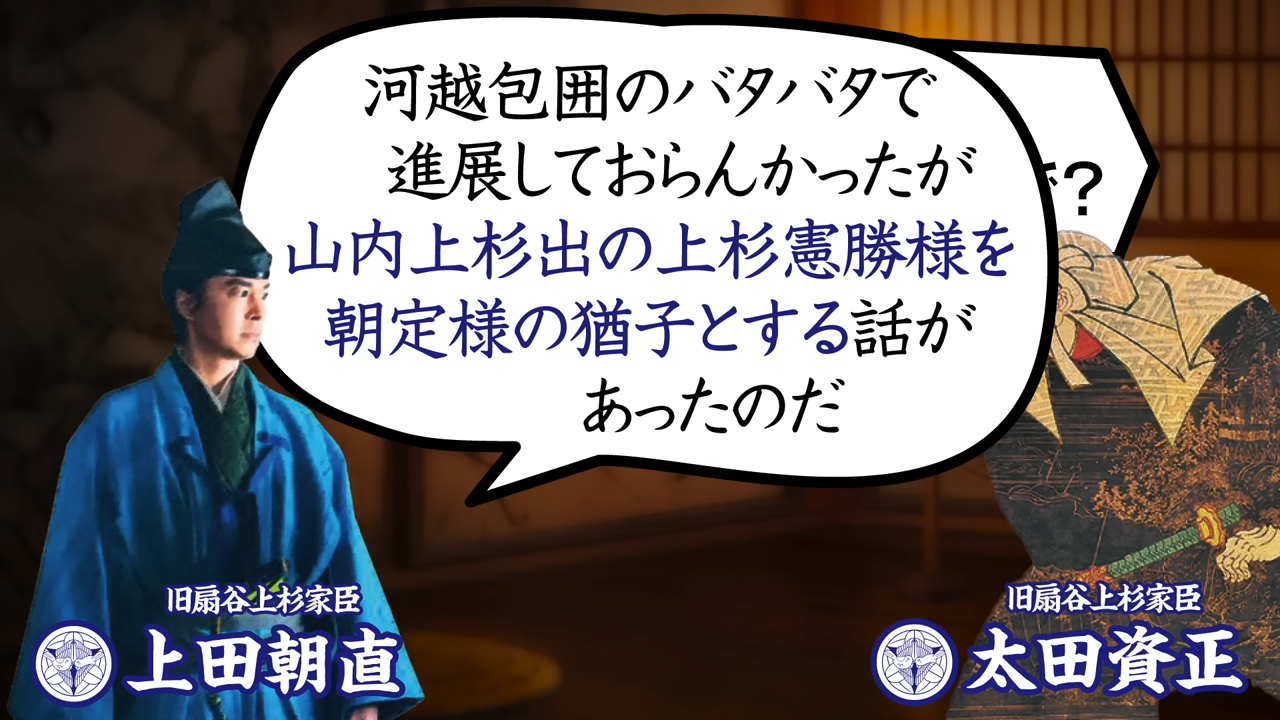 河越包囲のバタバタで
進展しておらんかったが
山内上杉出の上杉憲勝様を
朝定様の猶子とする話が
あったのだ
?
旧扇谷上杉家臣
上田朝直
旧扇谷上杉家臣
太田資正